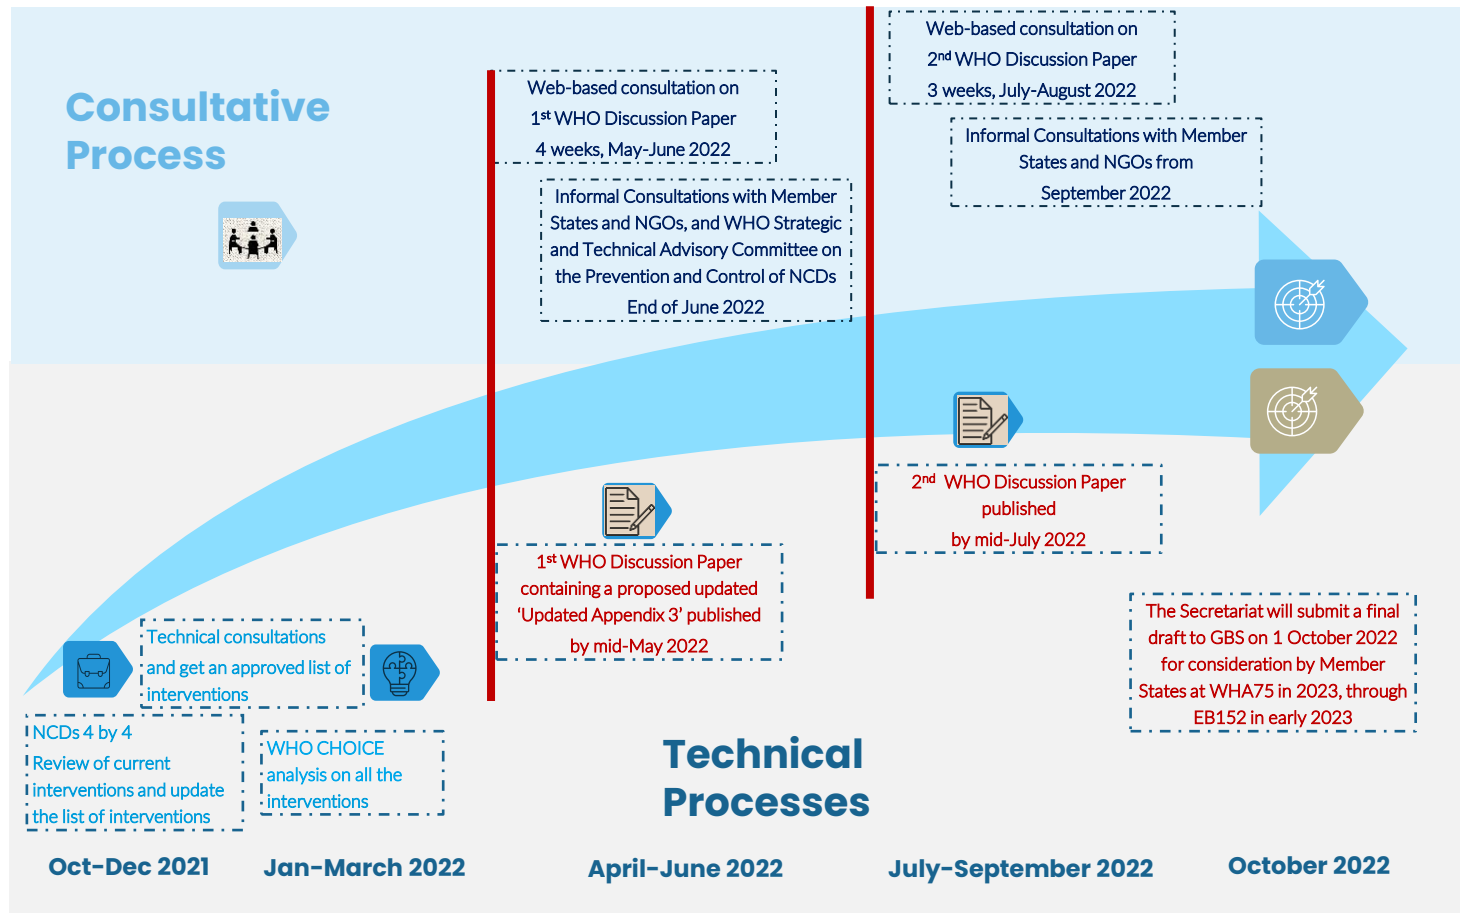 Consultative
Process
Web-based consultation on
1st WHO Discussion Paper
4 weeks, May-June 2022
Informal Consultations with Member
States and NGOs, and WHO Strategic
and Technical Advisory Committee on
the Prevention and Control of NCDs
End of June 2022
Web-based consultation on
2nd WHO Discussion Paper
3 weeks, July-August 2022
Informal Consultations with Member
States and NGOs from
September 2022
2nd WHO Discussion Paper
published
by mid-July 2022
1st WHO Discussion Paper
containing a proposed updated
‘Updated Appendix 3’ published
by mid-May 2022
The Secretariat will submit a final
draft to GBS on 1 October 2022
for consideration by Member
States at WHA75 in 2023, through
EB152 in early 2023
Technical consultations
and get an approved list of
interventions
NCDs 4 by 4
Review of current
interventions and update
the list of interventions
WHO CHOICE
analysis on all the
interventions
Technical
Processes
Oct-Dec 2021
Jan-March 2022
April-June 2022
July-September 2022
October 2022